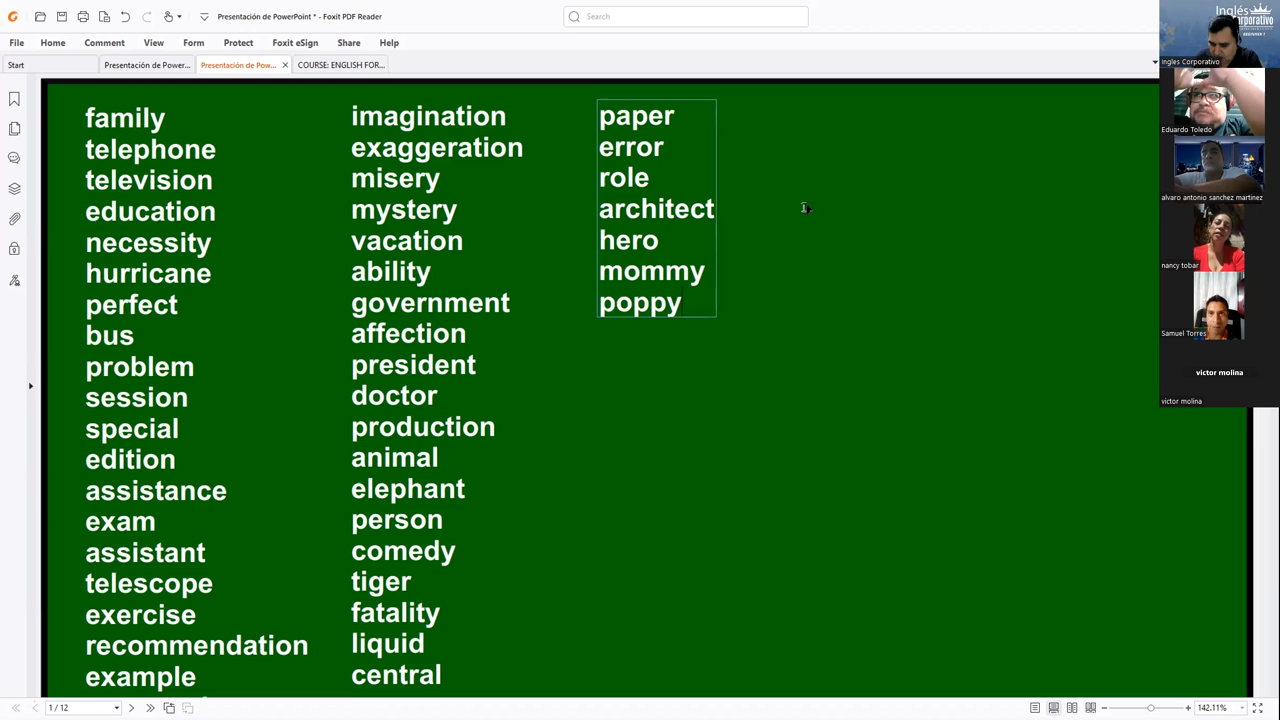 Presentación de PowerPoint * - Foxit PDF Reader
Search
File Home Comment View Form Protect Foxit eSign Share Help
Start
Presentación de Power...
Presentación de Pow...
COURSE: ENGLISH FOR...
family
telephone
television
education
necessity
hurricane
perfect
bus
problem
session
special
edition
assistance
exam
assistant
telescope
exercise
recommendation
example
imagination
exaggeration
misery
mystery
vacation
ability
government
affection
president
doctor
production
animal
elephant
person
comedy
tiger
fatality
liquid
central
paper
error
role
architect
hero
mommy
poppy
Inglés
Corporativo
BEGINNER 1
Ingles Corporativo
Eduardo Toledo
alvaro antonio sanchez martinez
nancy tobar
Samuel Torres
victor molina
victor molina
1 / 12
142.11%